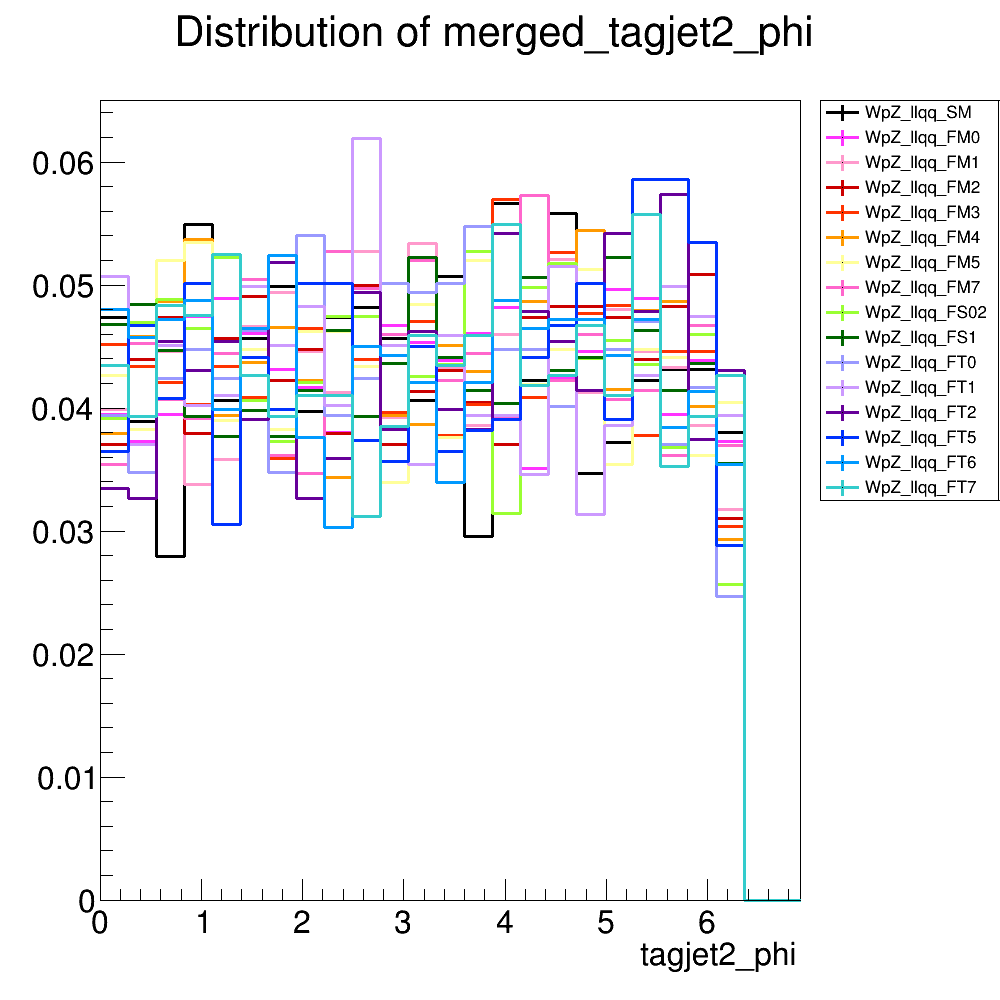 Distribution of merged_tagjet2_phi
0.06
0.05
0.04
0.03
0.02
0.01
0
0 1 2 3 4 5 6
tagjet2_phi
WpZ_llqq_SM
WpZ_llqq_FM0
WpZ_llqq_FM1
WpZ_llqq_FM2
WpZ_llqq_FM3
WpZ_llqq_FM4
WpZ_llqq_FM5
WpZ_llqq_FM7
WpZ_llqq_FS02
WpZ_llqq_FS1
WpZ_llqq_FT0
WpZ_llqq_FT1
WpZ_llqq_FT2
WpZ_llqq_FT5
WpZ_llqq_FT6
WpZ_llqq_FT7